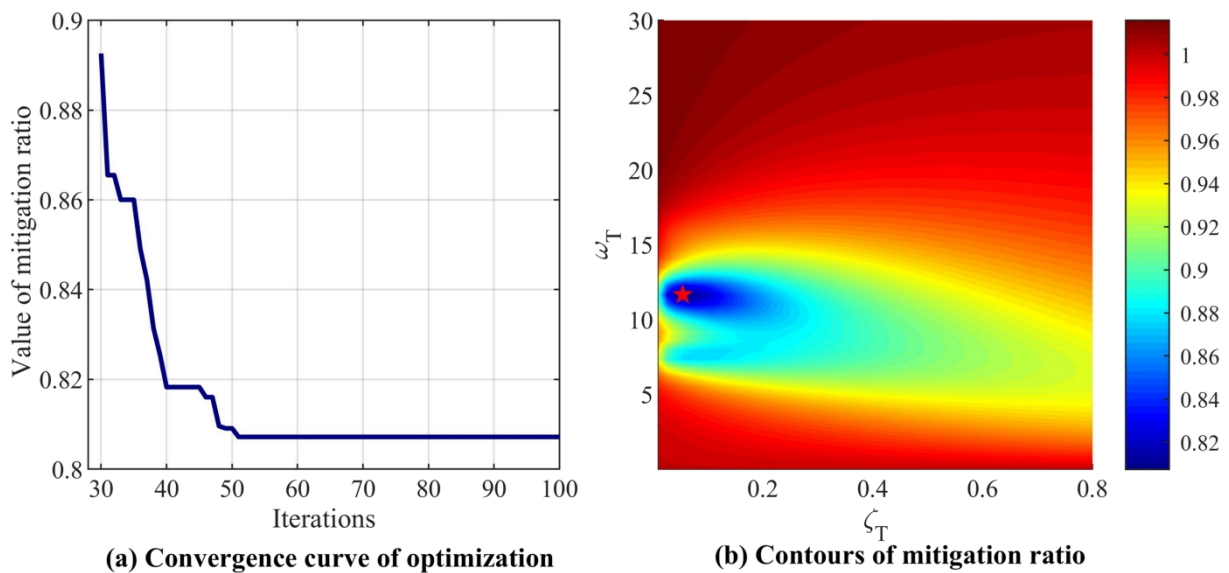 0.9
0.88
0.86
0.84
0.82
0.8
Value of mitigation ratio
30 40 50 60 70 80 90 100
Iterations
(a) Convergence curve of optimization
30
25
20
15
10
5
ω_T
0.2 0.4 0.6 0.8
ζ_T
1
0.98
0.96
0.94
0.92
0.9
0.88
0.86
0.84
0.82
(b) Contours of mitigation ratio